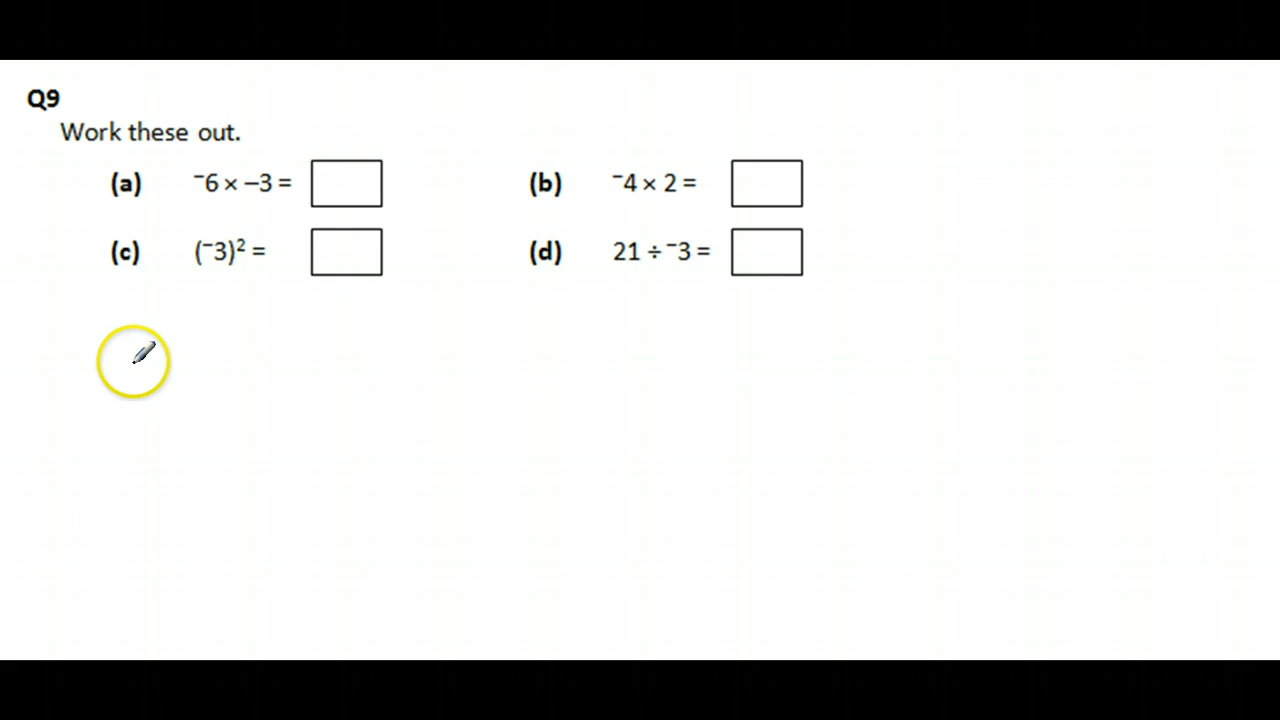 Q9
Work these out.
(a) ⁻6 × –3 = (b) ⁻4 × 2 =
(c) (⁻3)² = (d) 21 ÷ ⁻3 =